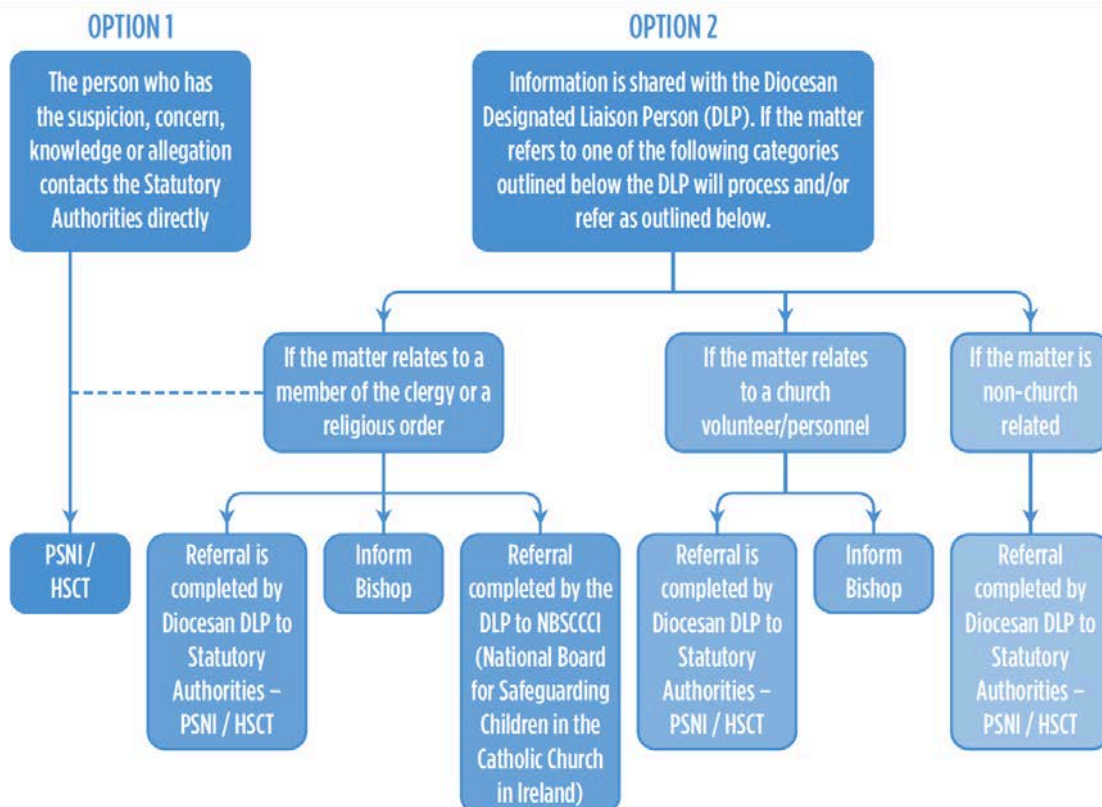 OPTION 1
The person who has
the suspicion, concern,
knowledge or allegation
contacts the Statutory
Authorities directly
OPTION 2
Information is shared with the Diocesan
Designated Liaison Person (DLP). If the matter
refers to one of the following categories
outlined below the DLP will process and/or
refer as outlined below.
If the matter relates to a
member of the clergy or a
religious order
If the matter relates
to a church
volunteer/personnel
If the matter is
non-church
related
PSNI /
HSCT
Referral is
completed by
Diocesan DLP to
Statutory
Authorities –
PSNI / HSCT
Inform
Bishop
Referral
completed by the
DLP to NBSCCCI
(National Board
for Safeguarding
Children in the
Catholic Church
in Ireland)
Referral is
completed by
Diocesan DLP to
Statutory
Authorities –
PSNI / HSCT
Inform
Bishop
Referral
completed by
Diocesan DLP to
Statutory
Authorities –
PSNI / HSCT